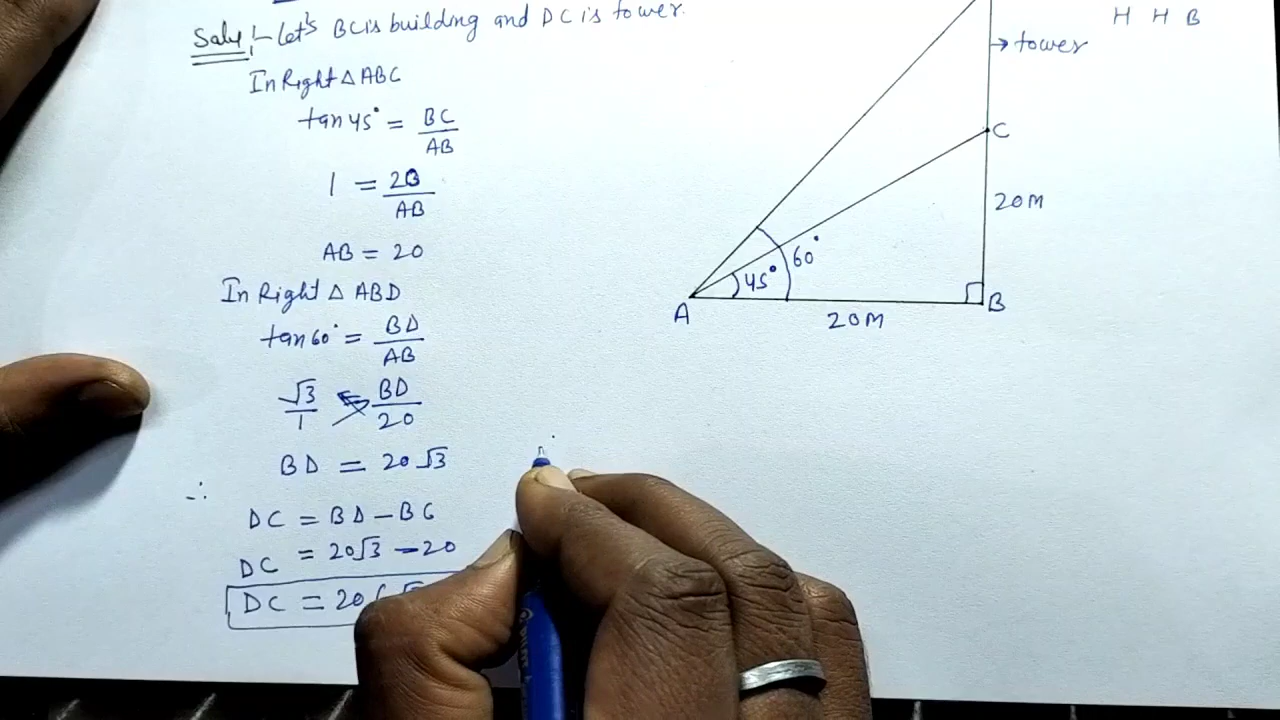 Solu:- Let's BC is building and DC is tower.
In Right △ ABC
tan 45° = BC/AB
1 = 20/AB
AB = 20
In Right △ ABD
tan 60° = BD/AB
√3/1 = BD/20
BD = 20√3
∴
DC = BD - BC
DC = 20√3 - 20
DC = 20(
H H B
→ tower
C
20M
60°
45°
A
B
20M